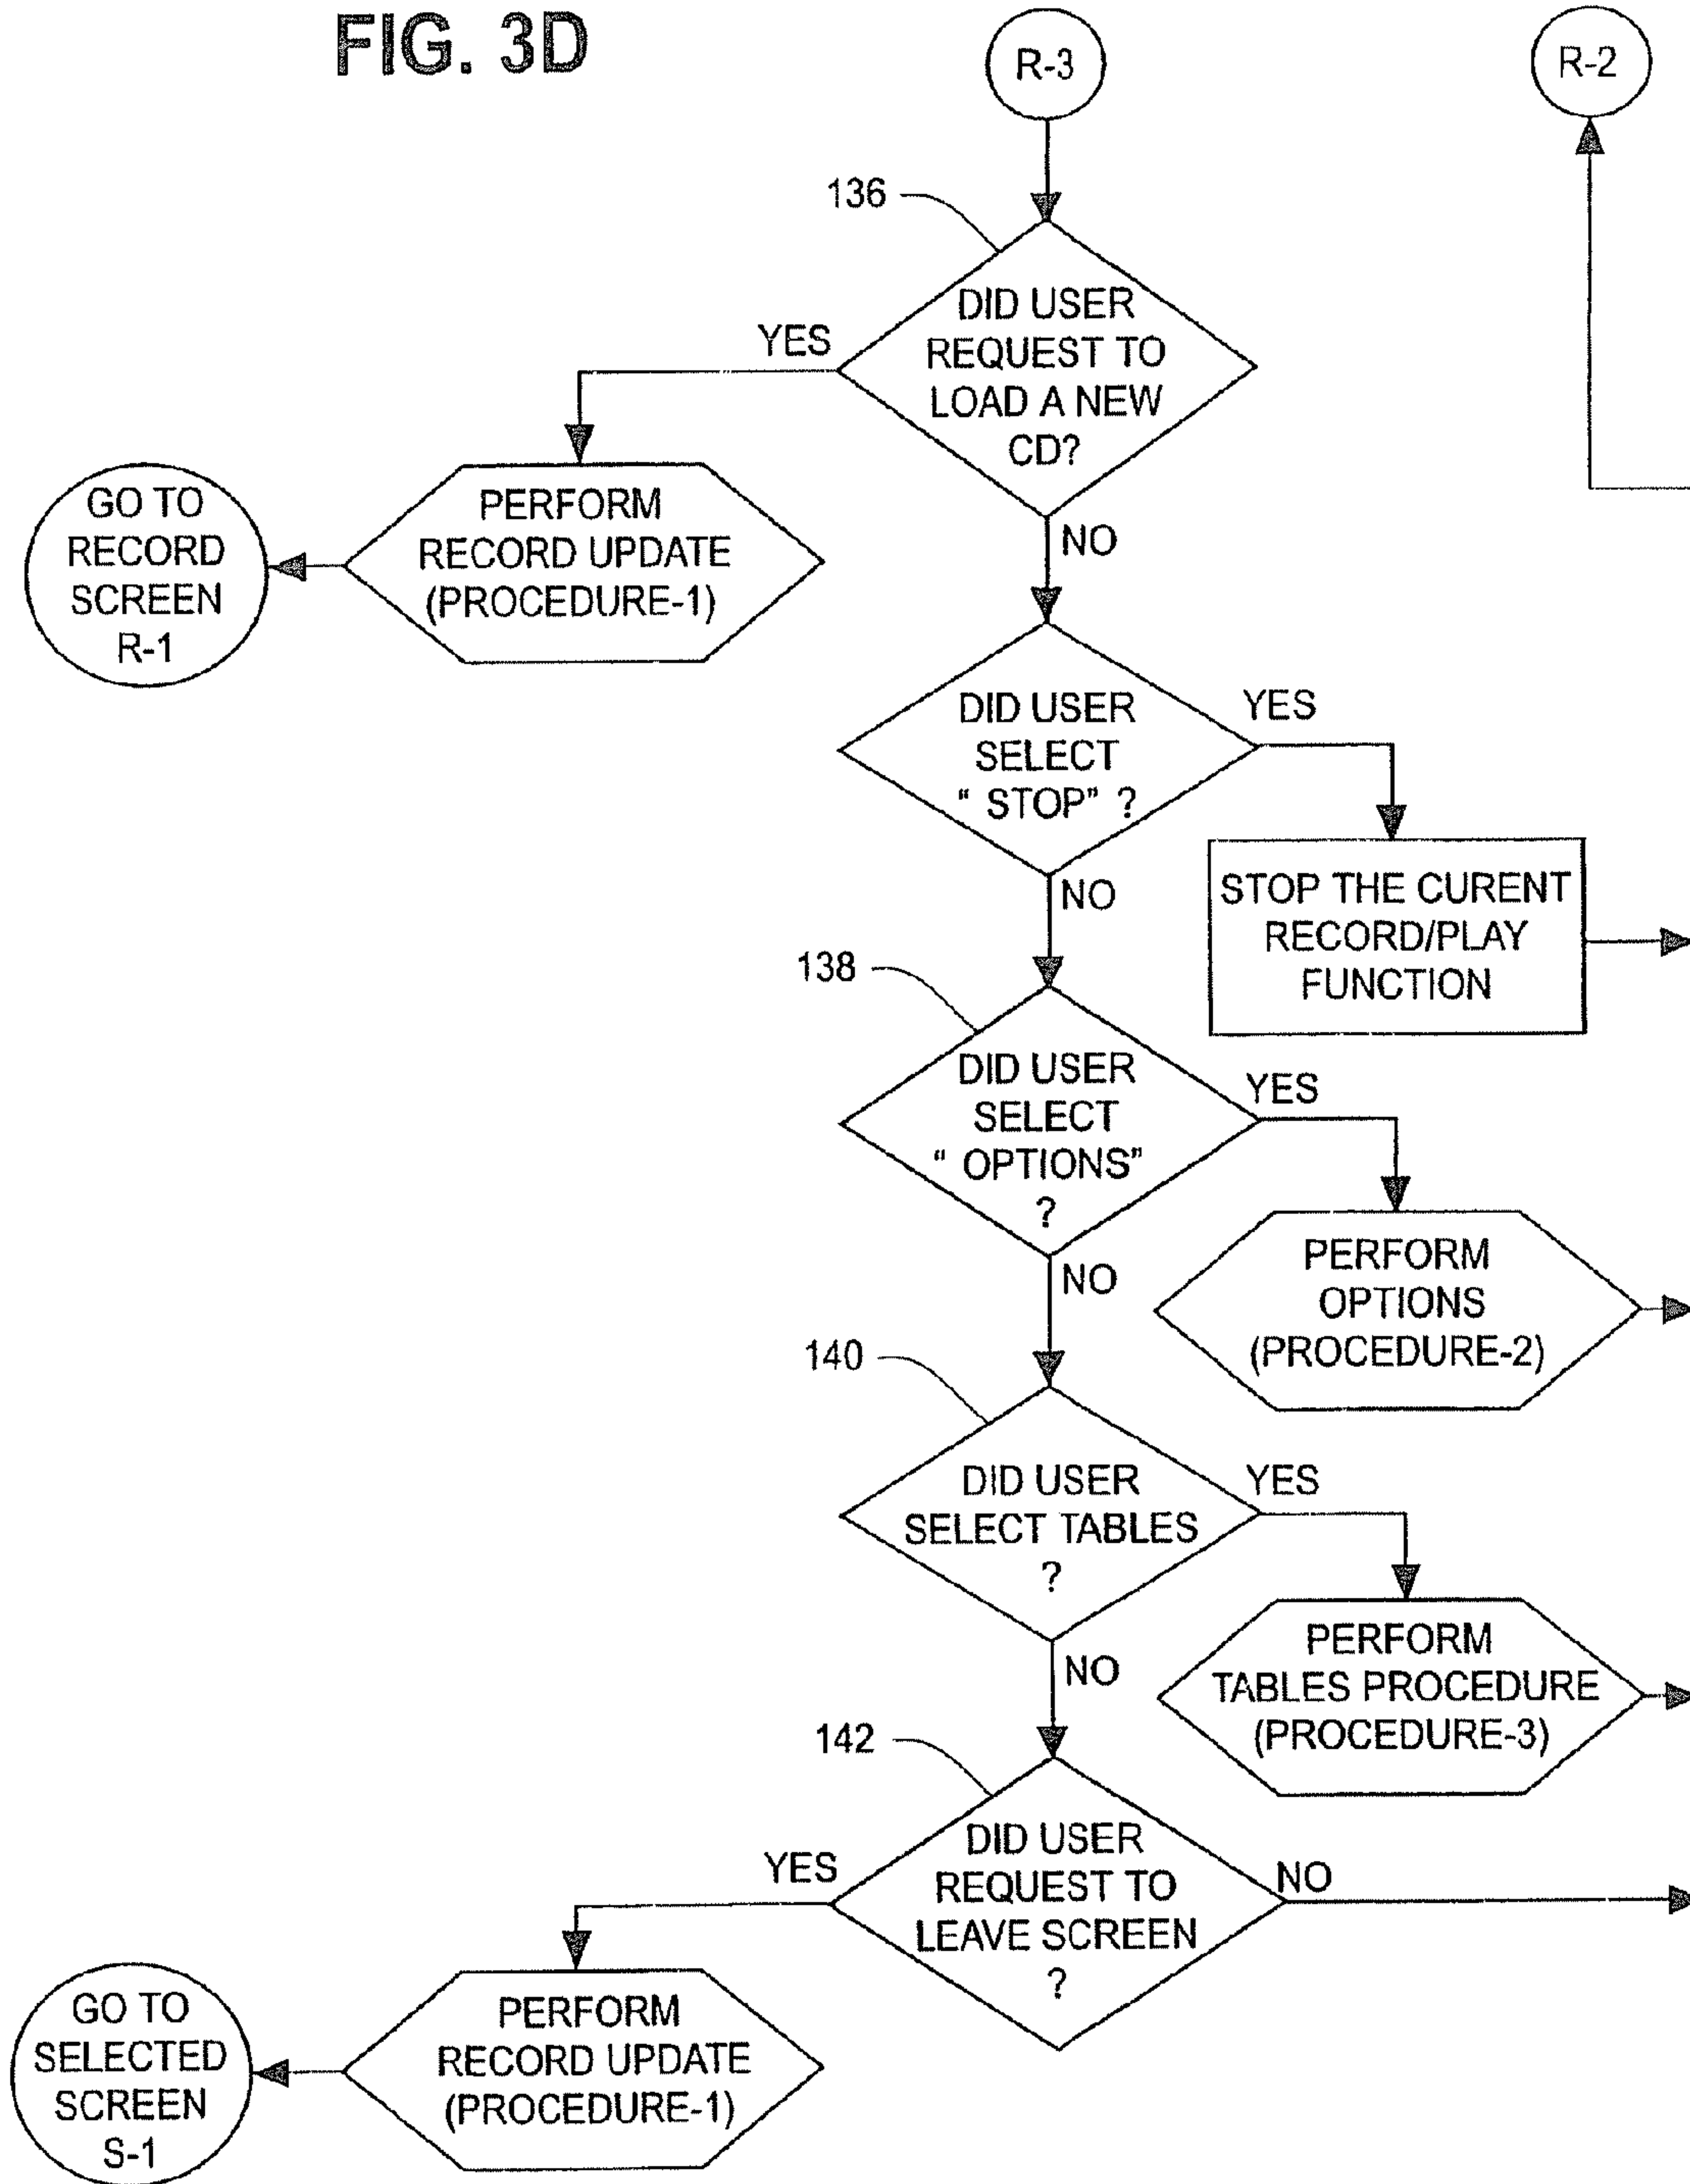 FIG. 3D
R-3
R-2
136
DID USER
REQUEST TO
LOAD A NEW
CD?
YES
NO
PERFORM
RECORD UPDATE
(PROCEDURE-1)
GO TO
RECORD
SCREEN
R-1
DID USER
SELECT
“ STOP” ?
YES
NO
STOP THE CURENT
RECORD/PLAY
FUNCTION
138
DID USER
SELECT
“ OPTIONS”
?
YES
NO
PERFORM
OPTIONS
(PROCEDURE-2)
140
DID USER
SELECT TABLES
?
YES
NO
PERFORM
TABLES PROCEDURE
(PROCEDURE-3)
142
DID USER
REQUEST TO
LEAVE SCREEN
?
YES
NO
PERFORM
RECORD UPDATE
(PROCEDURE-1)
GO TO
SELECTED
SCREEN
S-1